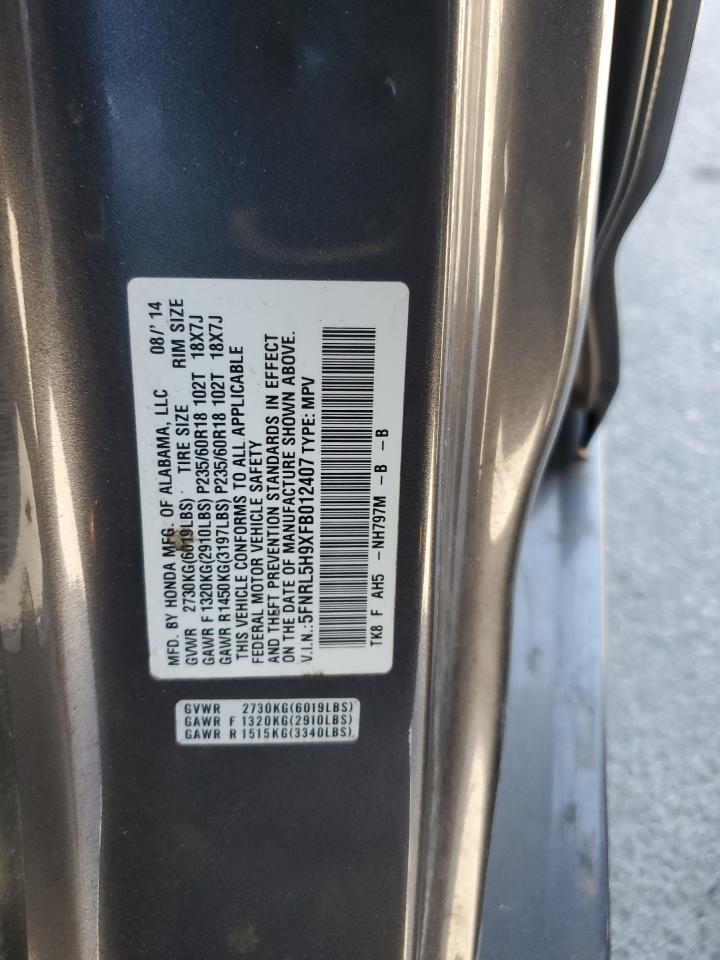 MFD. BY HONDA MFG. OF ALABAMA, LLC 08/'14
GVWR 2730KG(6019LBS) TIRE SIZE RIM SIZE
GAWR F 1320KG(2910LBS) P235/60R18 102T 18X7J
GAWR R1450KG(3197LBS) P235/60R18 102T 18X7J
THIS VEHICLE CONFORMS TO ALL APPLICABLE
FEDERAL MOTOR VEHICLE SAFETY
AND THEFT PREVENTION STANDARDS IN EFFECT
ON THE DATE OF MANUFACTURE SHOWN ABOVE.
V.I.N.:5FNRL5H9XFB012407 TYPE: MPV
TK8 F AH5 -NH797M -B -B
GVWR 2730KG(6019LBS)
GAWR F1320KG(2910LBS)
GAWR R1515KG(3340LBS)